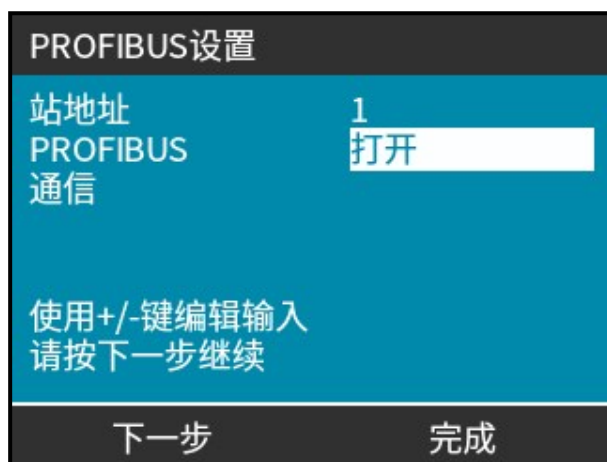 PROFIBUS设置
站地址 1
PROFIBUS 打开
通信
使用+/-键编辑输入
请按下一步继续
下一步 完成